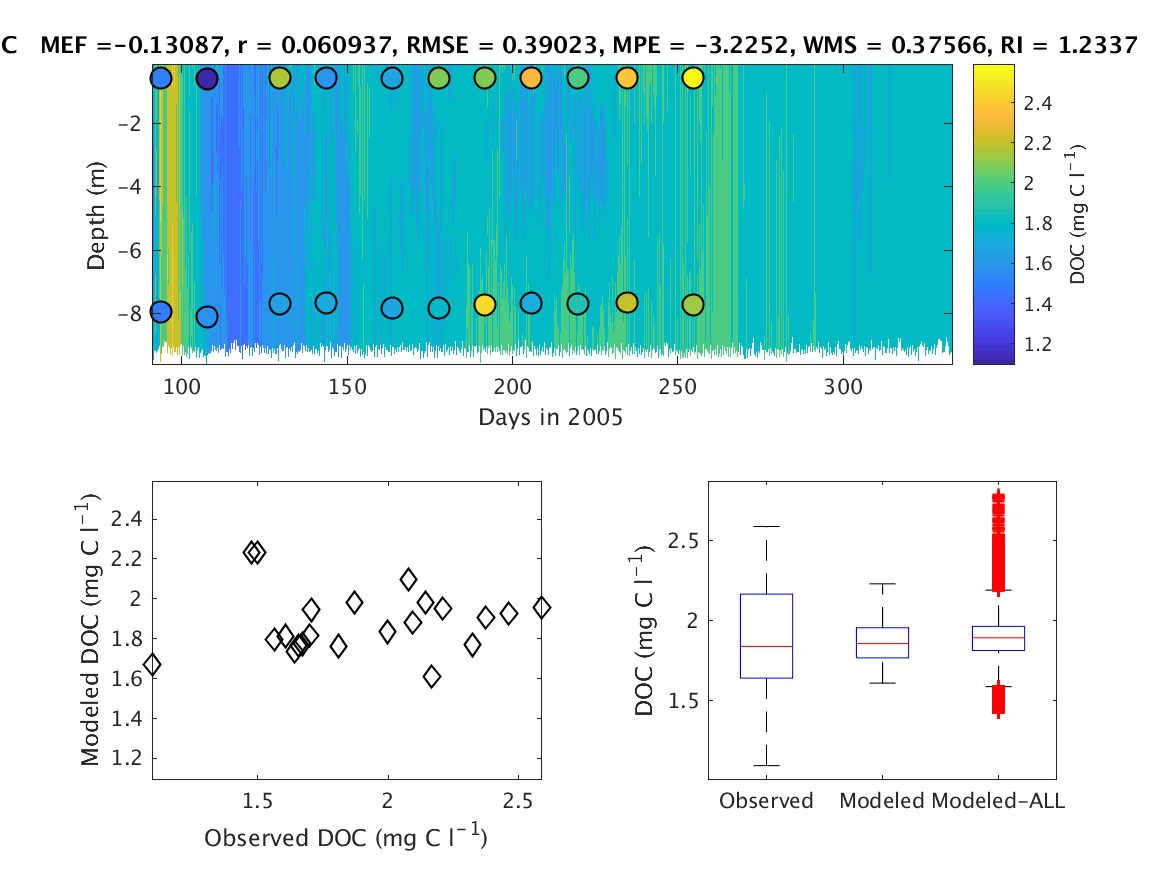 C MEF =-0.13087, r = 0.060937, RMSE = 0.39023, MPE = -3.2252, WMS = 0.37566, RI = 1.2337
-2
-4
-6
-8
Depth (m)
100 150 200 250 300
Days in 2005
2.4
2.2
2
1.8
1.6
1.4
1.2
DOC (mg C l⁻¹)
2.4
2.2
2
1.8
1.6
1.4
1.2
Modeled DOC (mg C l⁻¹)
1.5 2 2.5
Observed DOC (mg C l⁻¹)
2.5
2
1.5
DOC (mg C l⁻¹)
Observed Modeled Modeled-ALL